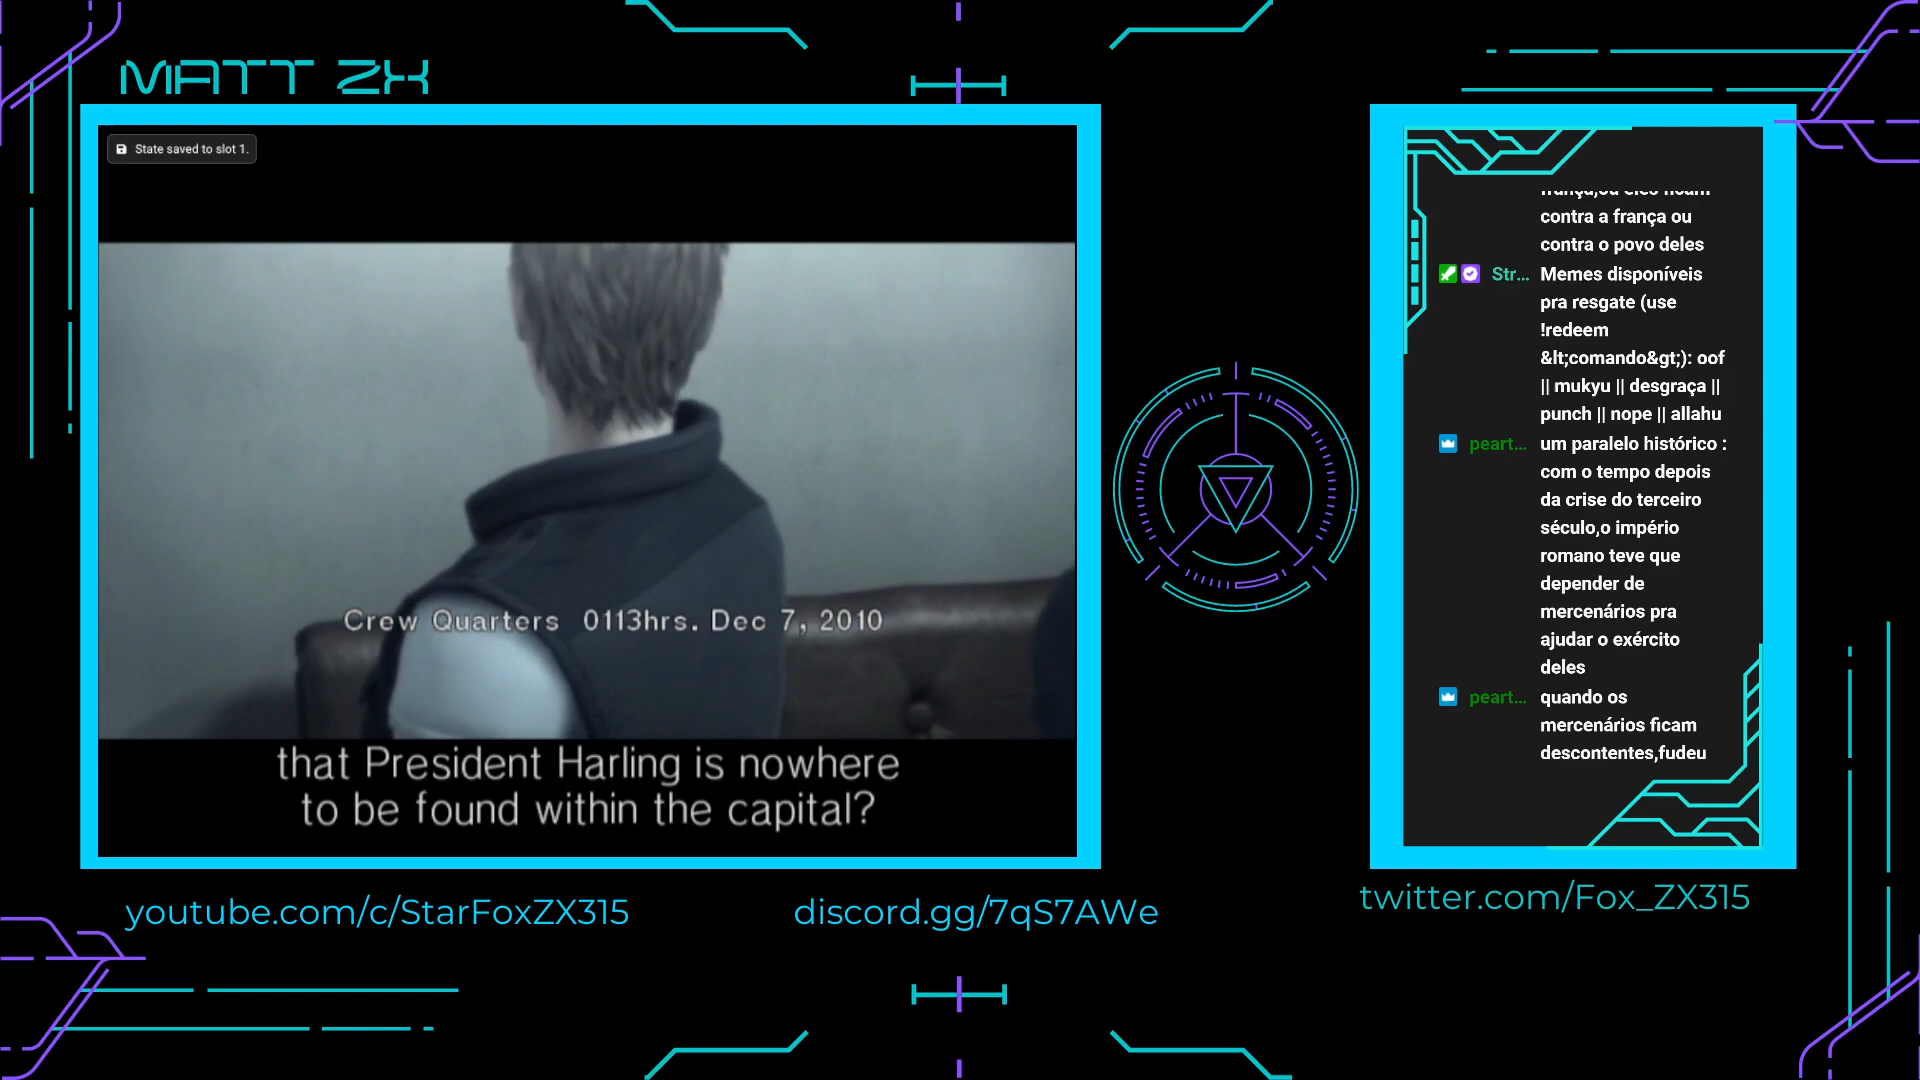 MATT ZX
State saved to slot 1.
Crew Quarters 0113hrs. Dec 7, 2010
that President Harling is nowhere
to be found within the capital?
contra a frança ou
contra o povo deles
Str... Memes disponíveis
pra resgate (use
!redeem
&lt;comando&gt;): oof
|| mukyu || desgraça ||
punch || nope || allahu
peart... um paralelo histórico :
com o tempo depois
da crise do terceiro
século,o império
romano teve que
depender de
mercenários pra
ajudar o exército
deles
peart... quando os
mercenários ficam
descontentes,fudeu
youtube.com/c/StarFoxZX315
discord.gg/7qS7AWe
twitter.com/Fox_ZX315